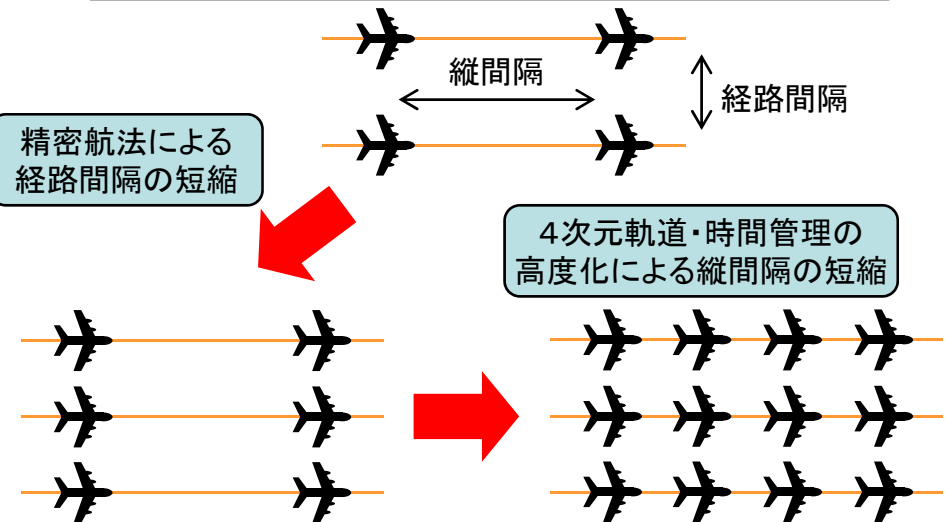 縦間隔
経路間隔
精密航法による
経路間隔の短縮
４次元軌道・時間管理の
高度化による縦間隔の短縮